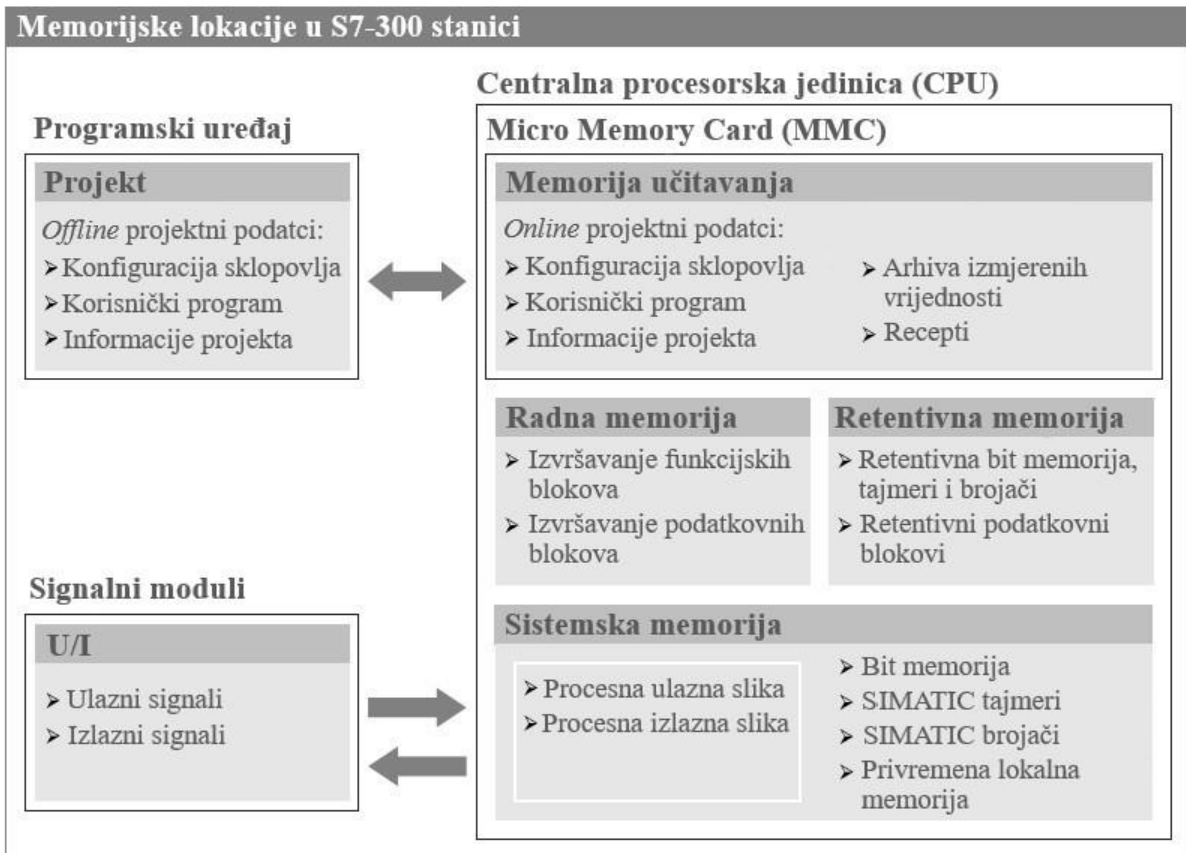 Memorijske lokacije u S7-300 stanici
Programski uređaj
Projekt
Offline projektni podatci:
➢ Konfiguracija sklopovlja
➢ Korisnički program
➢ Informacije projekta
Centralna procesorska jedinica (CPU)
Micro Memory Card (MMC)
Memorija učitavanja
Online projektni podatci:
➢ Konfiguracija sklopovlja
➢ Korisnički program
➢ Informacije projekta
➢ Arhiva izmjerenih
vrijednosti
➢ Recepti
Radna memorija
➢ Izvršavanje funkcijskih
blokova
➢ Izvršavanje podatkovnih
blokova
Retentivna memorija
➢ Retentivna bit memorija,
tajmeri i brojači
➢ Retentivni podatkovni
blokovi
Signalni moduli
U/I
➢ Ulazni signali
➢ Izlazni signali
Sistemska memorija
➢ Procesna ulazna slika
➢ Procesna izlazna slika
➢ Bit memorija
➢ SIMATIC tajmeri
➢ SIMATIC brojači
➢ Privremena lokalna
memorija